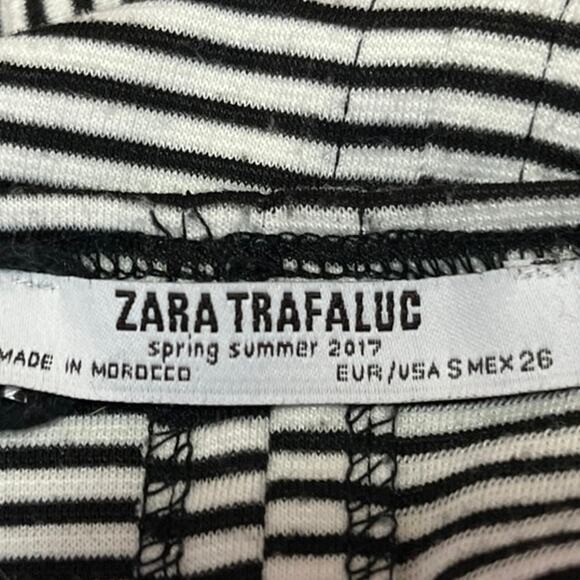 ZARA TRAFALUC
spring summer 2017
MADE IN MOROCCO
EUR/USA S MEX 26